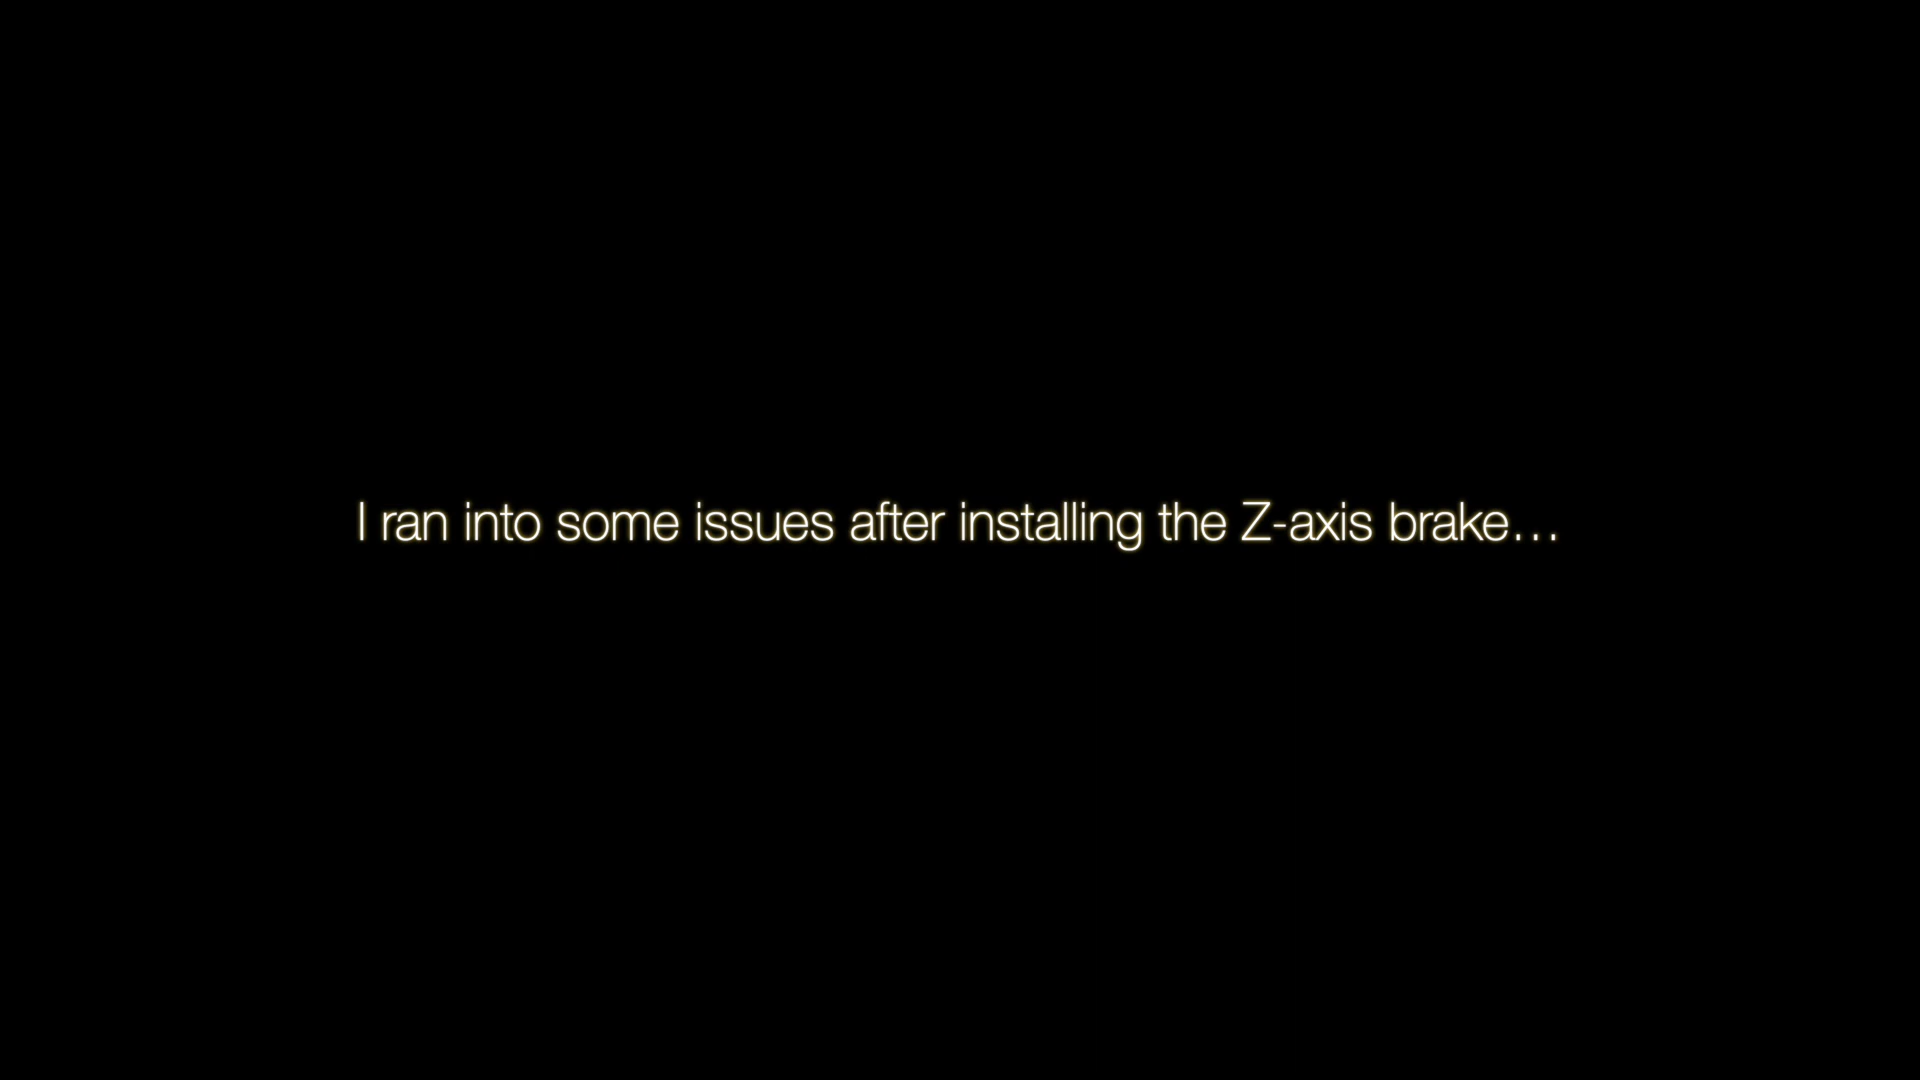 I ran into some issues after installing the Z-axis brake…